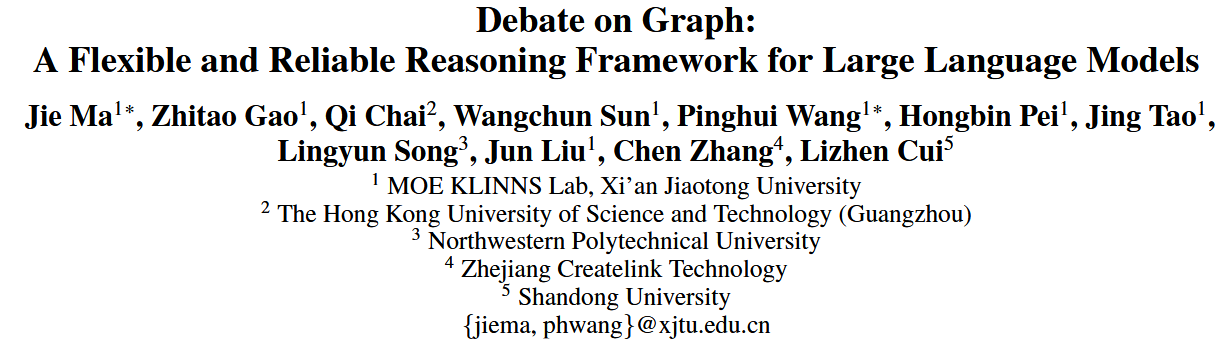 Debate on Graph:
A Flexible and Reliable Reasoning Framework for Large Language Models
Jie Ma1*, Zhitao Gao1, Qi Chai2, Wangchun Sun1, Pinghui Wang1*, Hongbin Pei1, Jing Tao1,
Lingyun Song3, Jun Liu1, Chen Zhang4, Lizhen Cui5
1 MOE KLINNS Lab, Xi'an Jiaotong University
2 The Hong Kong University of Science and Technology (Guangzhou)
3 Northwestern Polytechnical University
4 Zhejiang Createlink Technology
5 Shandong University
{jiema, phwang}@xjtu.edu.cn